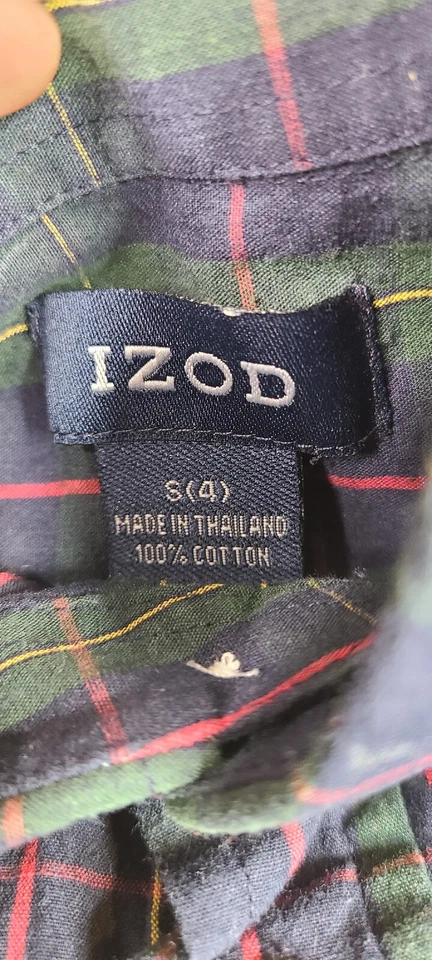 IZOD
S(4)
MADE IN THAILAND
100% COTTON